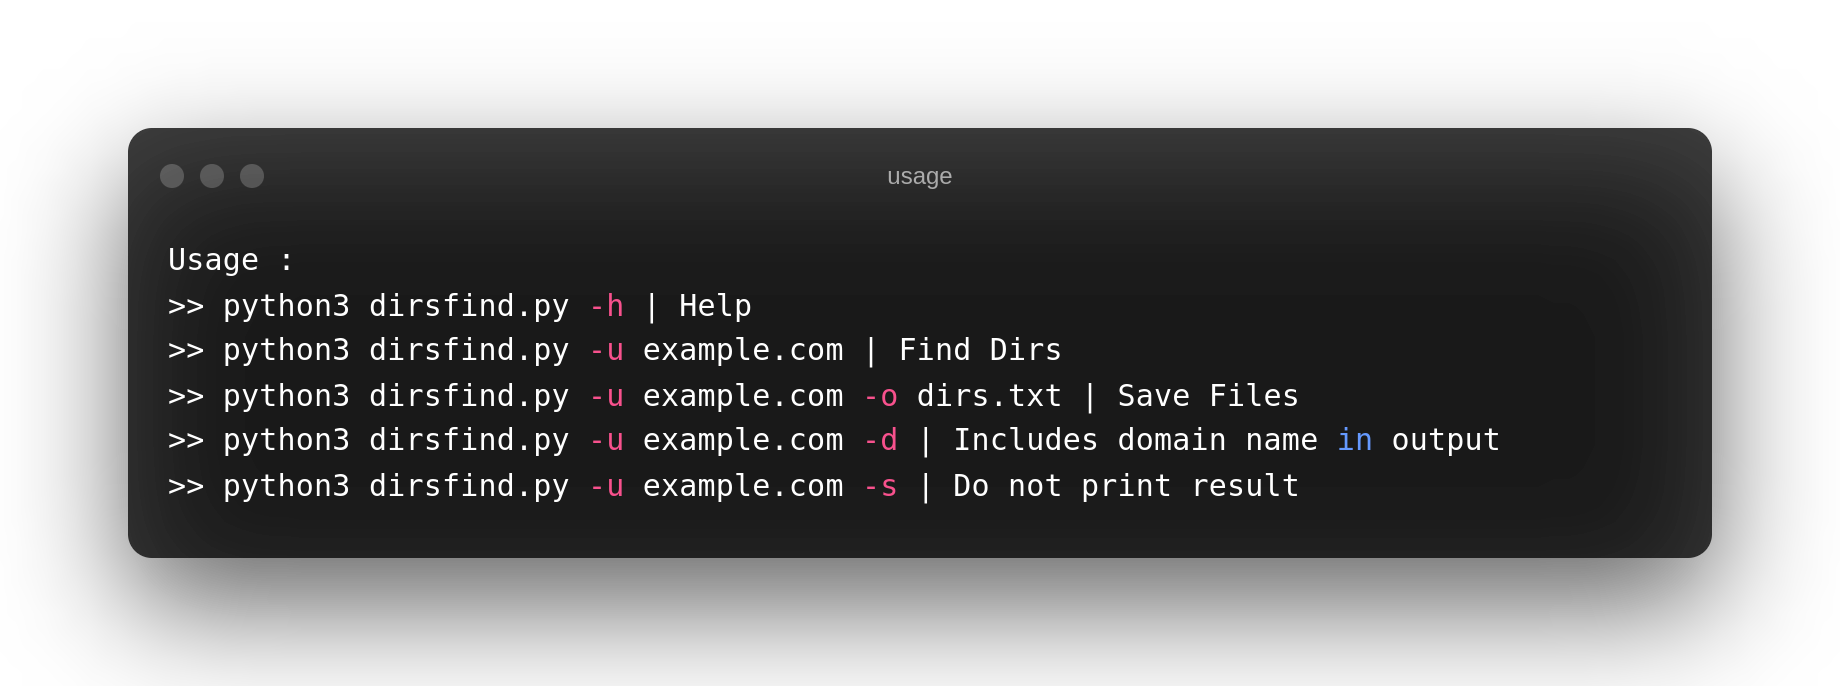 usage
Usage :
>> python3 dirsfind.py -h | Help
>> python3 dirsfind.py -u example.com | Find Dirs
>> python3 dirsfind.py -u example.com -o dirs.txt | Save Files
>> python3 dirsfind.py -u example.com -d | Includes domain name in output
>> python3 dirsfind.py -u example.com -s | Do not print result